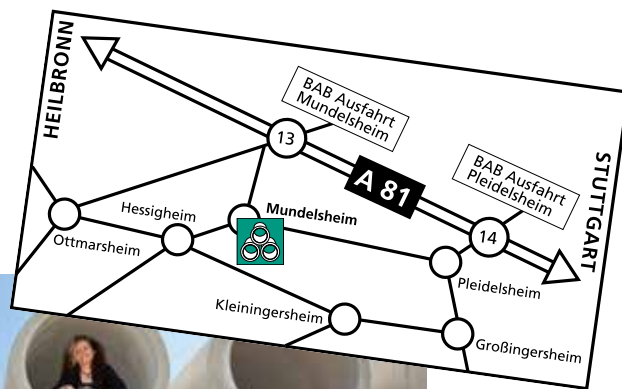 HEILBRONN
BAB Ausfahrt
Mundelsheim
13
A 81
BAB Ausfahrt
Pleidelsheim
STUTTGART
14
Hessigheim
Mundelsheim
Ottmarsheim
Pleidelsheim
Kleiningersheim
Großingersheim